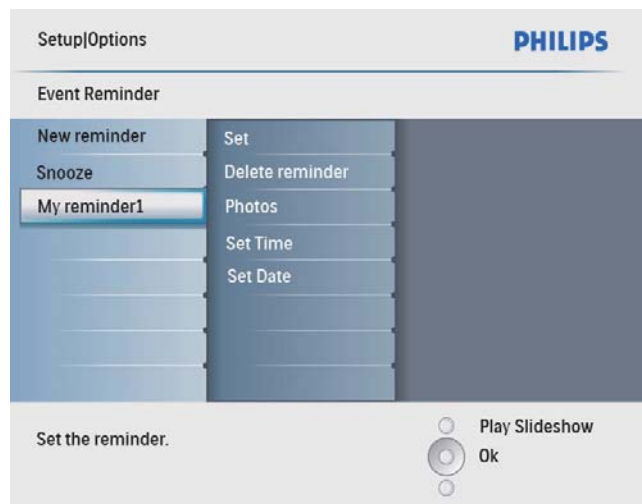 Setup|Options
PHILIPS
Event Reminder
New reminder
Snooze
My reminder1
Set
Delete reminder
Photos
Set Time
Set Date
Set the reminder.
Play Slideshow
Ok